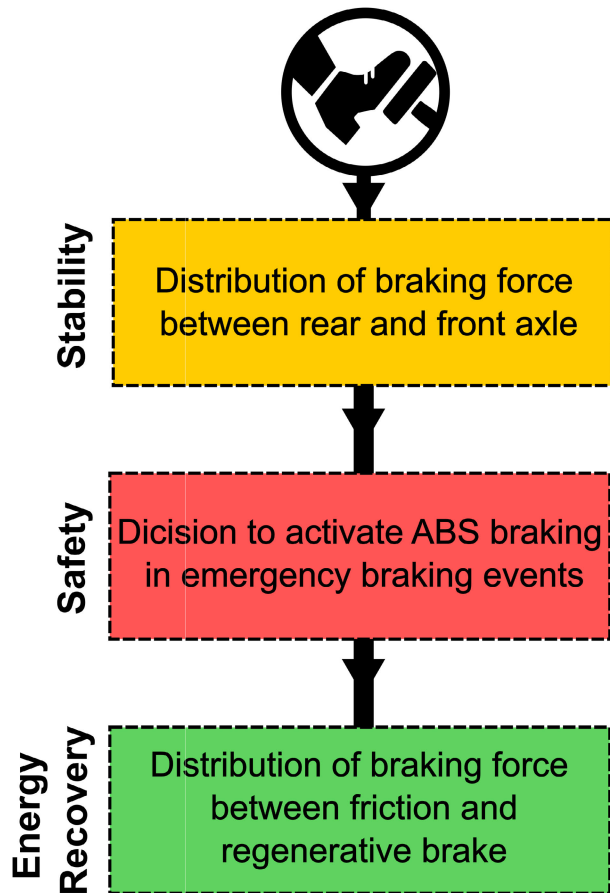 Stability
Distribution of braking force
between rear and front axle
Safety
Dicision to activate ABS braking
in emergency braking events
Energy
Recovery
Distribution of braking force
between friction and
regenerative brake